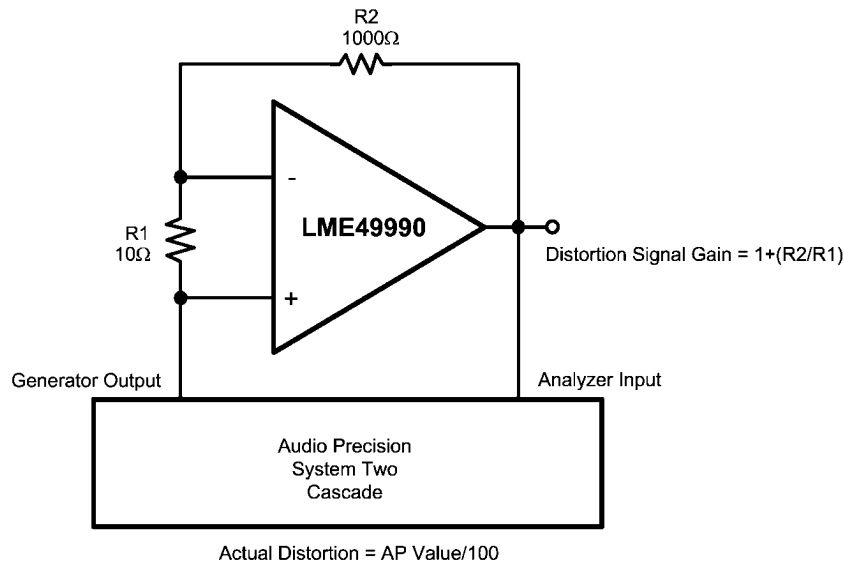 R2
1000Ω
-
LME49990
R1
10Ω
+
Distortion Signal Gain = 1+(R2/R1)
Generator Output
Analyzer Input
Audio Precision
System Two
Cascade
Actual Distortion = AP Value/100